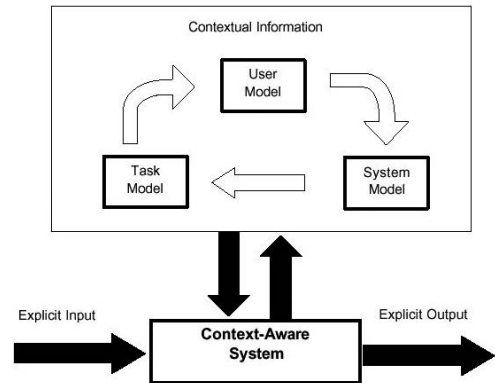 Contextual Information
User
Model
Task
Model
System
Model
Explicit Input
Explicit Output
Context-Aware
System